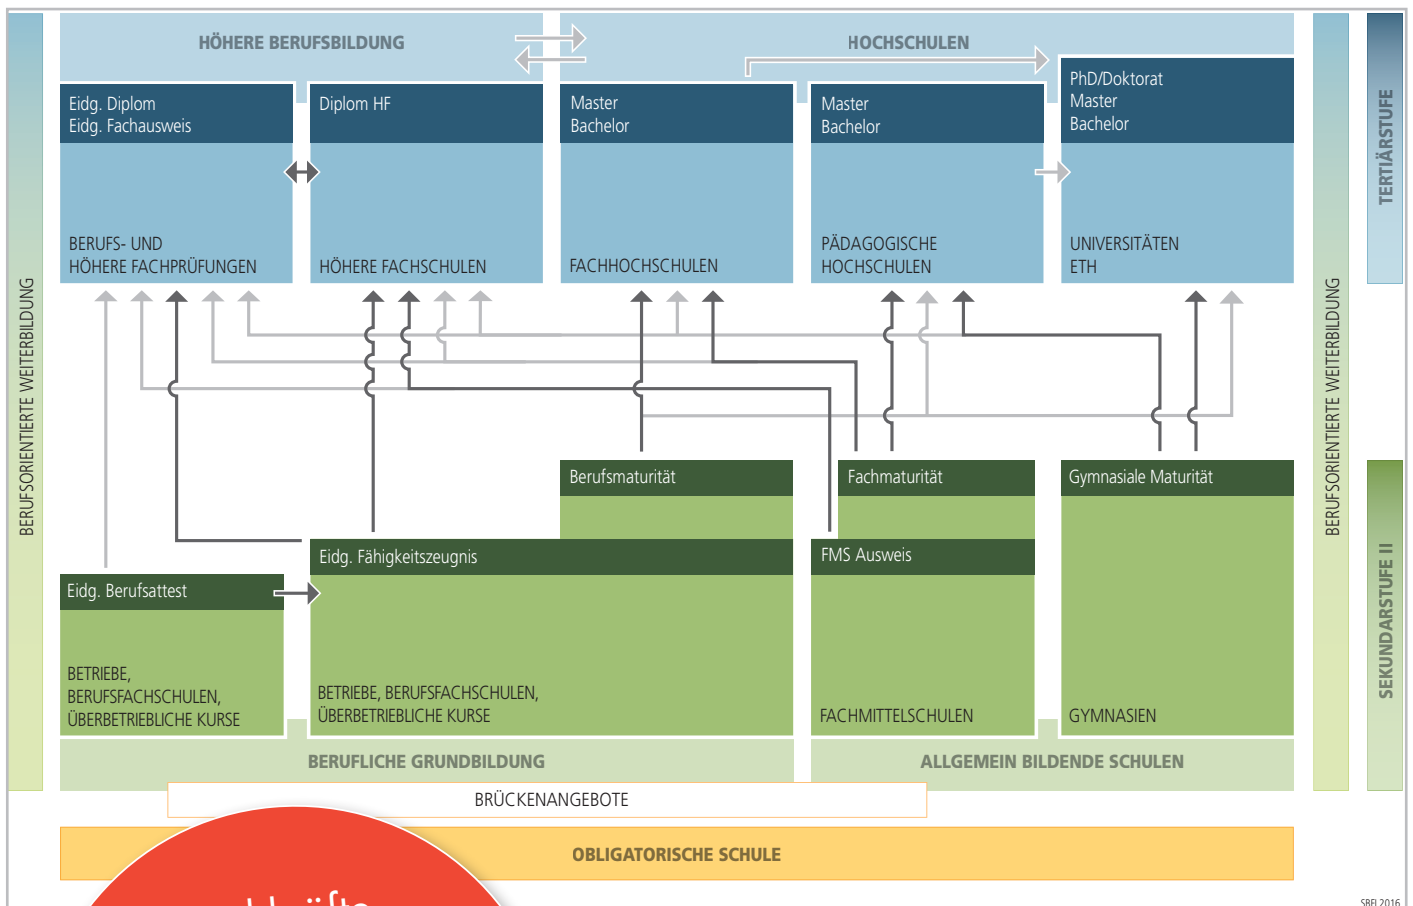 HÖHERE BERUFSBILDUNG
HOCHSCHULEN
Eidg. Diplom
Eidg. Fachausweis
BERUFS- UND
HÖHERE FACHPRÜFUNGEN
Diplom HF
HÖHERE FACHSCHULEN
Master
Bachelor
FACHHOCHSCHULEN
Master
Bachelor
PÄDAGOGISCHE
HOCHSCHULEN
PhD/Doktorat
Master
Bachelor
UNIVERSITÄTEN
ETH
TERTIÄRSTUFE
BERUFSORIENTIERTE WEITERBILDUNG
BERUFSORIENTIERTE WEITERBILDUNG
Berufsmaturität
Fachmaturität
Gymnasiale Maturität
Eidg. Fähigkeitszeugnis
FMS Ausweis
Eidg. Berufsattest
BETRIEBE,
BERUFSFACHSCHULEN,
ÜBERBETRIEBLICHE KURSE
BETRIEBE, BERUFSFACHSCHULEN,
ÜBERBETRIEBLICHE KURSE
FACHMITTELSCHULEN
GYMNASIEN
SEKUNDARSTUFE II
BERUFLICHE GRUNDBILDUNG
ALLGEMEIN BILDENDE SCHULEN
BRÜCKENANGEBOTE
OBLIGATORISCHE SCHULE
SBFI 2016